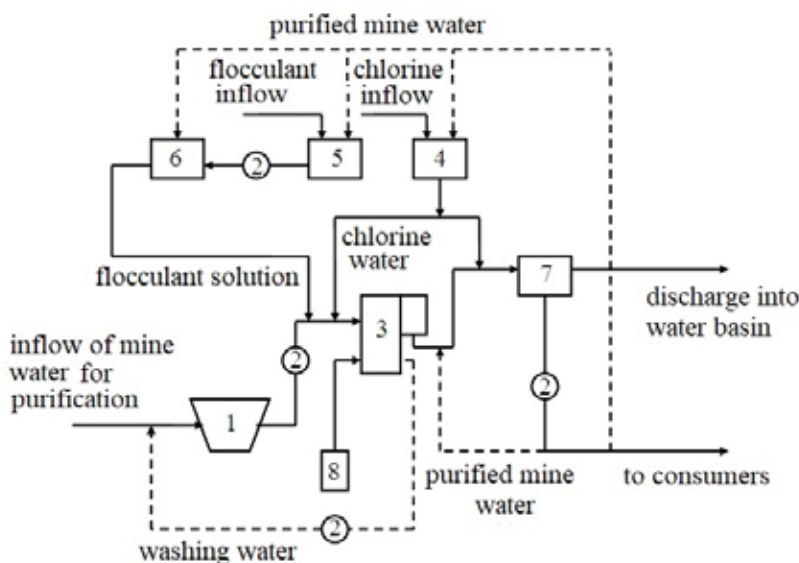 purified mine water
flocculant
inflow
chlorine
inflow
6
2
5
4
flocculant solution
chlorine
water
7
discharge into
water basin
3
inflow of mine
water for
purification
2
2
1
8
purified mine
water
to consumers
2
washing water